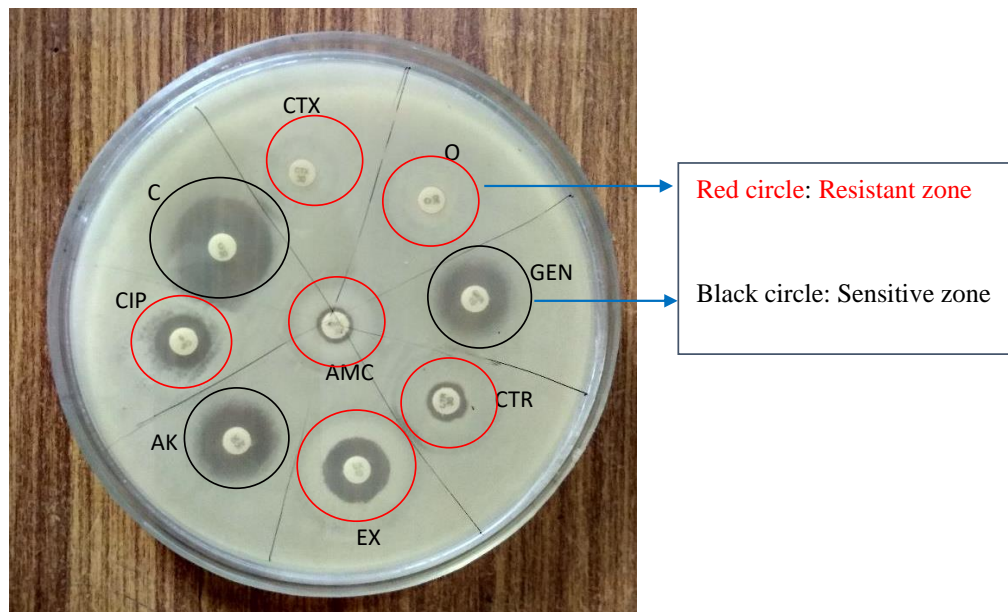 CTX
O
C
GEN
CIP
AMC
CTR
AK
EX
Red circle: Resistant zone
Black circle: Sensitive zone